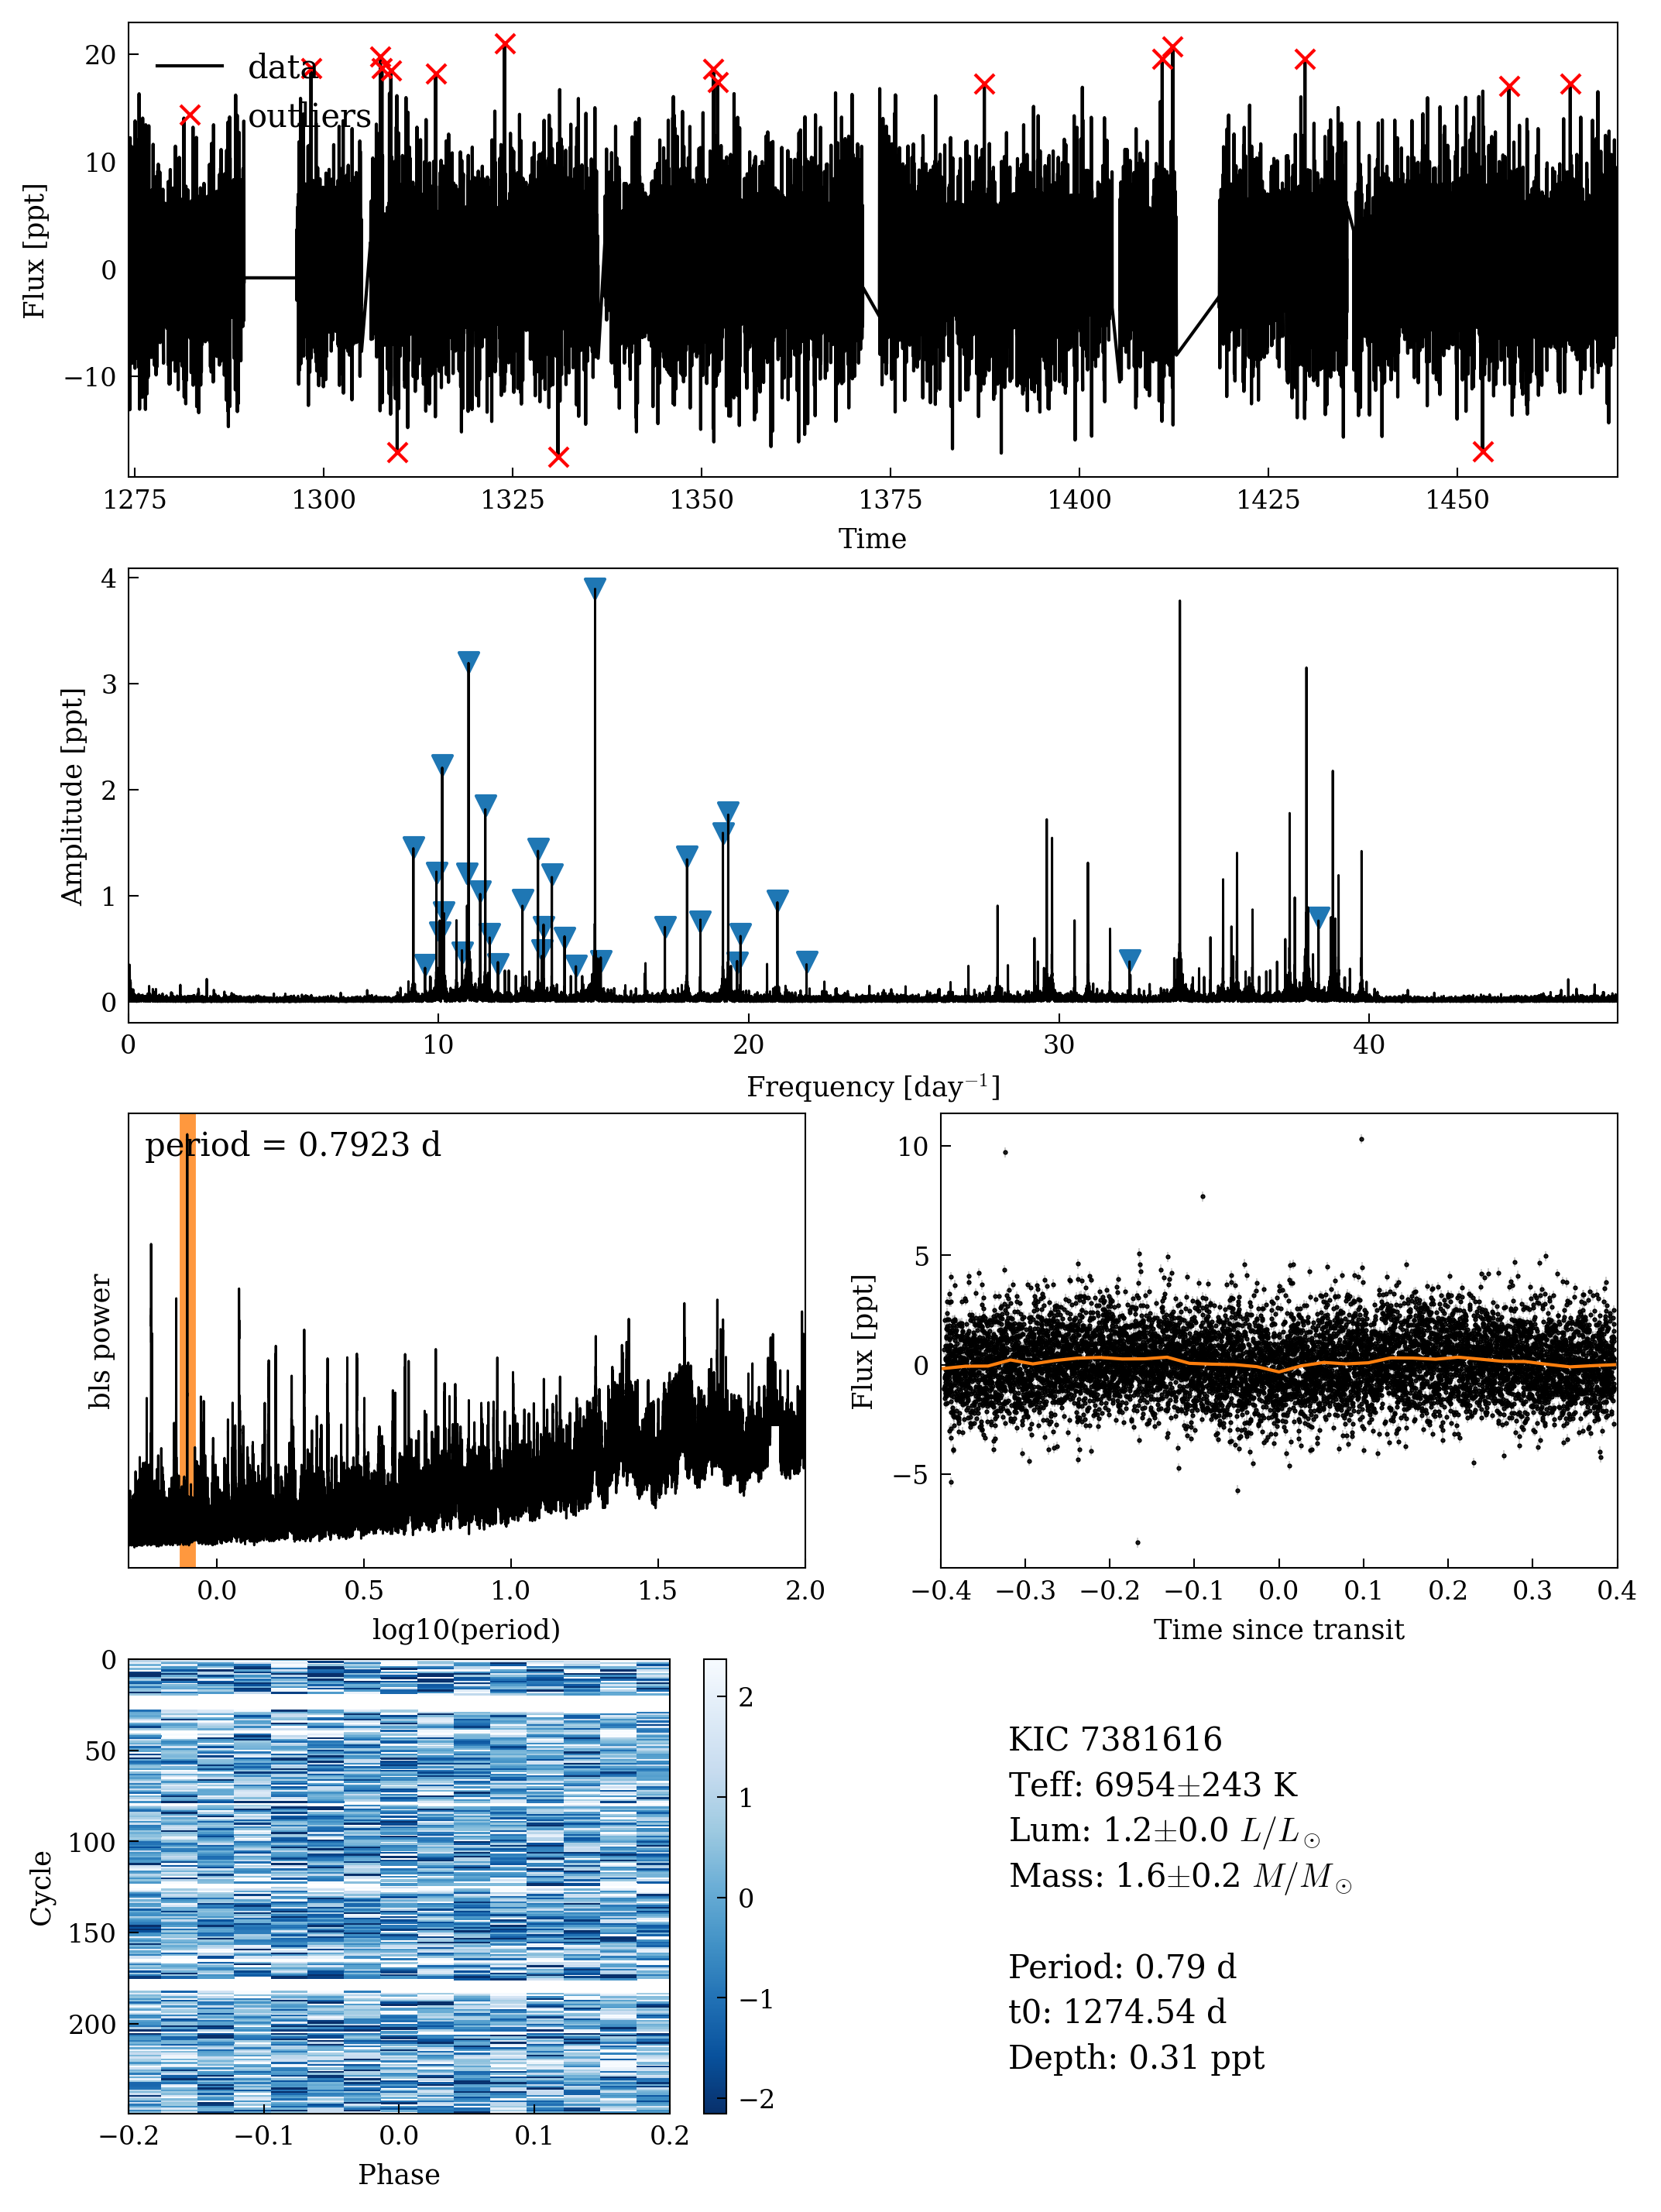 data
outliers
20
10
0
−10
Flux [ppt]
1275 1300 1325 1350 1375 1400 1425 1450
Time
4
3
2
1
0
Amplitude [ppt]
0 10 20 30 40
Frequency [day⁻¹]
period = 0.7923 d
bls power
0.0 0.5 1.0 1.5 2.0
log10(period)
10
5
0
−5
Flux [ppt]
−0.4 −0.3 −0.2 −0.1 0.0 0.1 0.2 0.3 0.4
Time since transit
0
50
100
150
200
Cycle
−0.2 −0.1 0.0 0.1 0.2
Phase
2
1
0
−1
−2
KIC 7381616
Teff: 6954±243 K
Lum: 1.2±0.0 L/L⊙
Mass: 1.6±0.2 M/M⊙
Period: 0.79 d
t0: 1274.54 d
Depth: 0.31 ppt